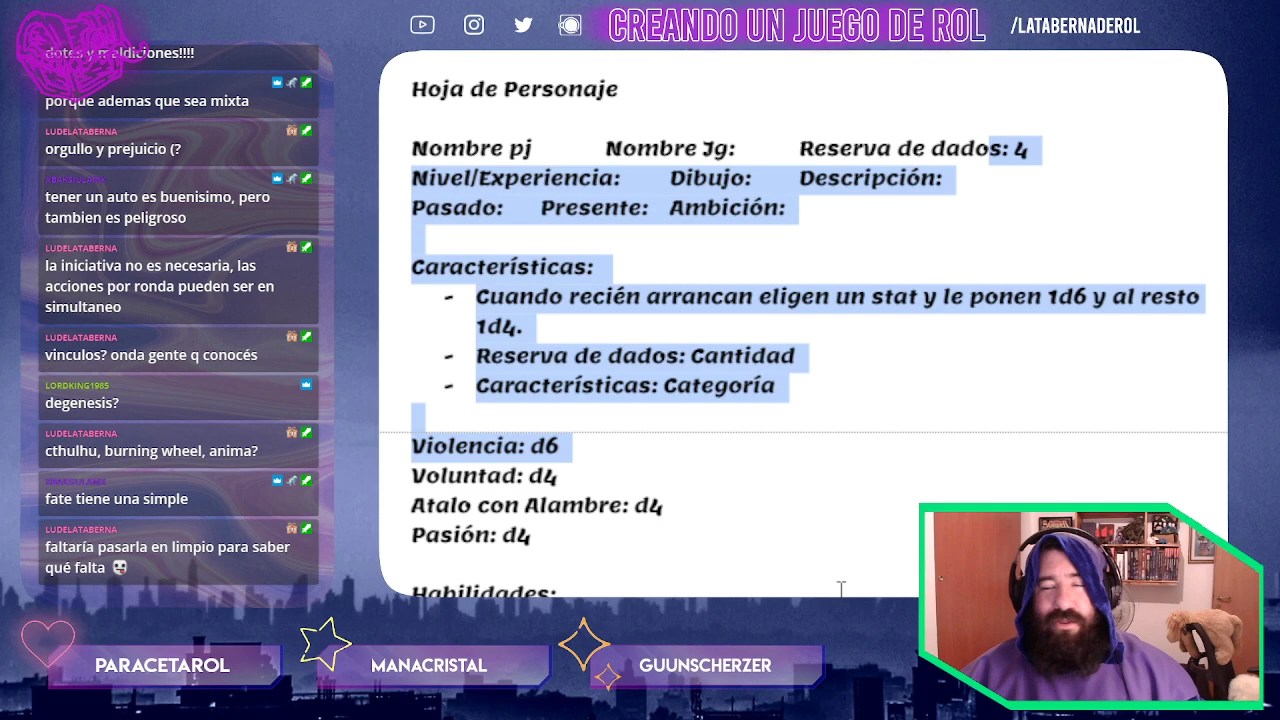 CREANDO UN JUEGO DE ROL
/LATABERNADEROL
dotes y maldiciones!!!!
porque ademas que sea mixta
LUDELATABERNA
orgullo y prejuicio (?
tener un auto es buenisimo, pero
tambien es peligroso
LUDELATABERNA
la iniciativa no es necesaria, las
acciones por ronda pueden ser en
simultaneo
LUDELATABERNA
vinculos? onda gente q conocés
LORDKING1985
degenesis?
LUDELATABERNA
cthulhu, burning wheel, anima?
fate tiene una simple
LUDELATABERNA
faltaría pasarla en limpio para saber
qué falta
Hoja de Personaje
Nombre pj Nombre Jg: Reserva de dados: 4
Nivel/Experiencia: Dibujo: Descripción:
Pasado: Presente: Ambición:
Características:
- Cuando recién arrancan eligen un stat y le ponen 1d6 y al resto
1d4.
- Reserva de dados: Cantidad
- Características: Categoría
Violencia: d6
Voluntad: d4
Atalo con Alambre: d4
Pasión: d4
Habilidades:
PARACETAROL
MANACRISTAL
GUUNSCHERZER